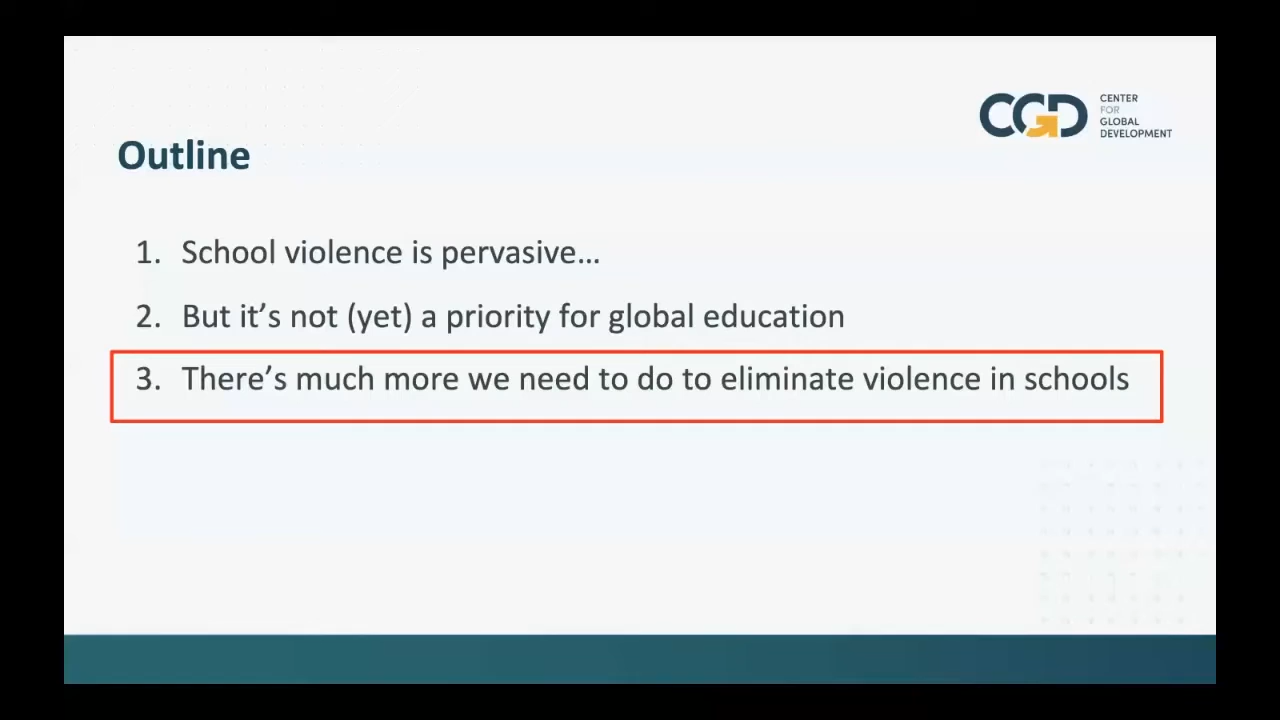 CGD
CENTER
FOR
GLOBAL
DEVELOPMENT
Outline
1. School violence is pervasive…
2. But it’s not (yet) a priority for global education
3. There’s much more we need to do to eliminate violence in schools